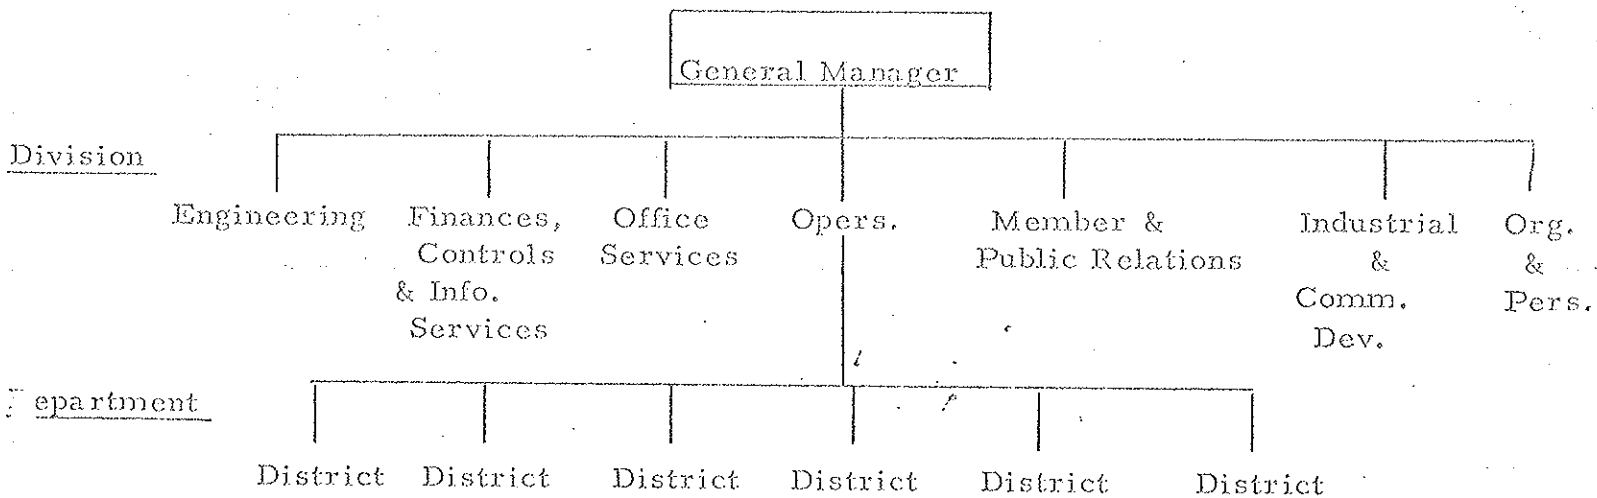 General Manager
Division
Engineering Finances, Office Opers. Member & Industrial Org.
Controls Services Public Relations & &
& Info. Comm. Pers.
Services Dev.
epartment
District District District District District District